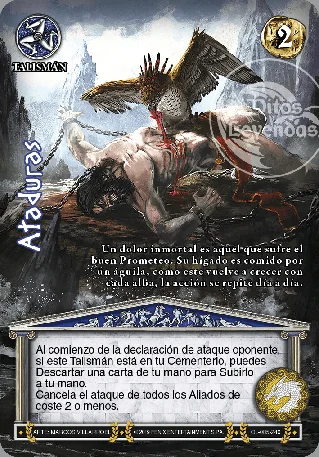 TALISMÁN
2
Mitos y
Leyendas
Ataduras
Un dolor inmortal es aquel que sufre el
buen Prometeo. Su hígado es comido por
un águila, como este vuelve a crecer con
cada alba, la acción se repite día a día.
Al comienzo de la declaración de ataque oponente,
si este Talismán está en tu Cementerio, puedes
Descartar una carta de tu mano para Subirlo
a tu mano.
Cancela el ataque de todos los Aliados de
coste 2 o menos.